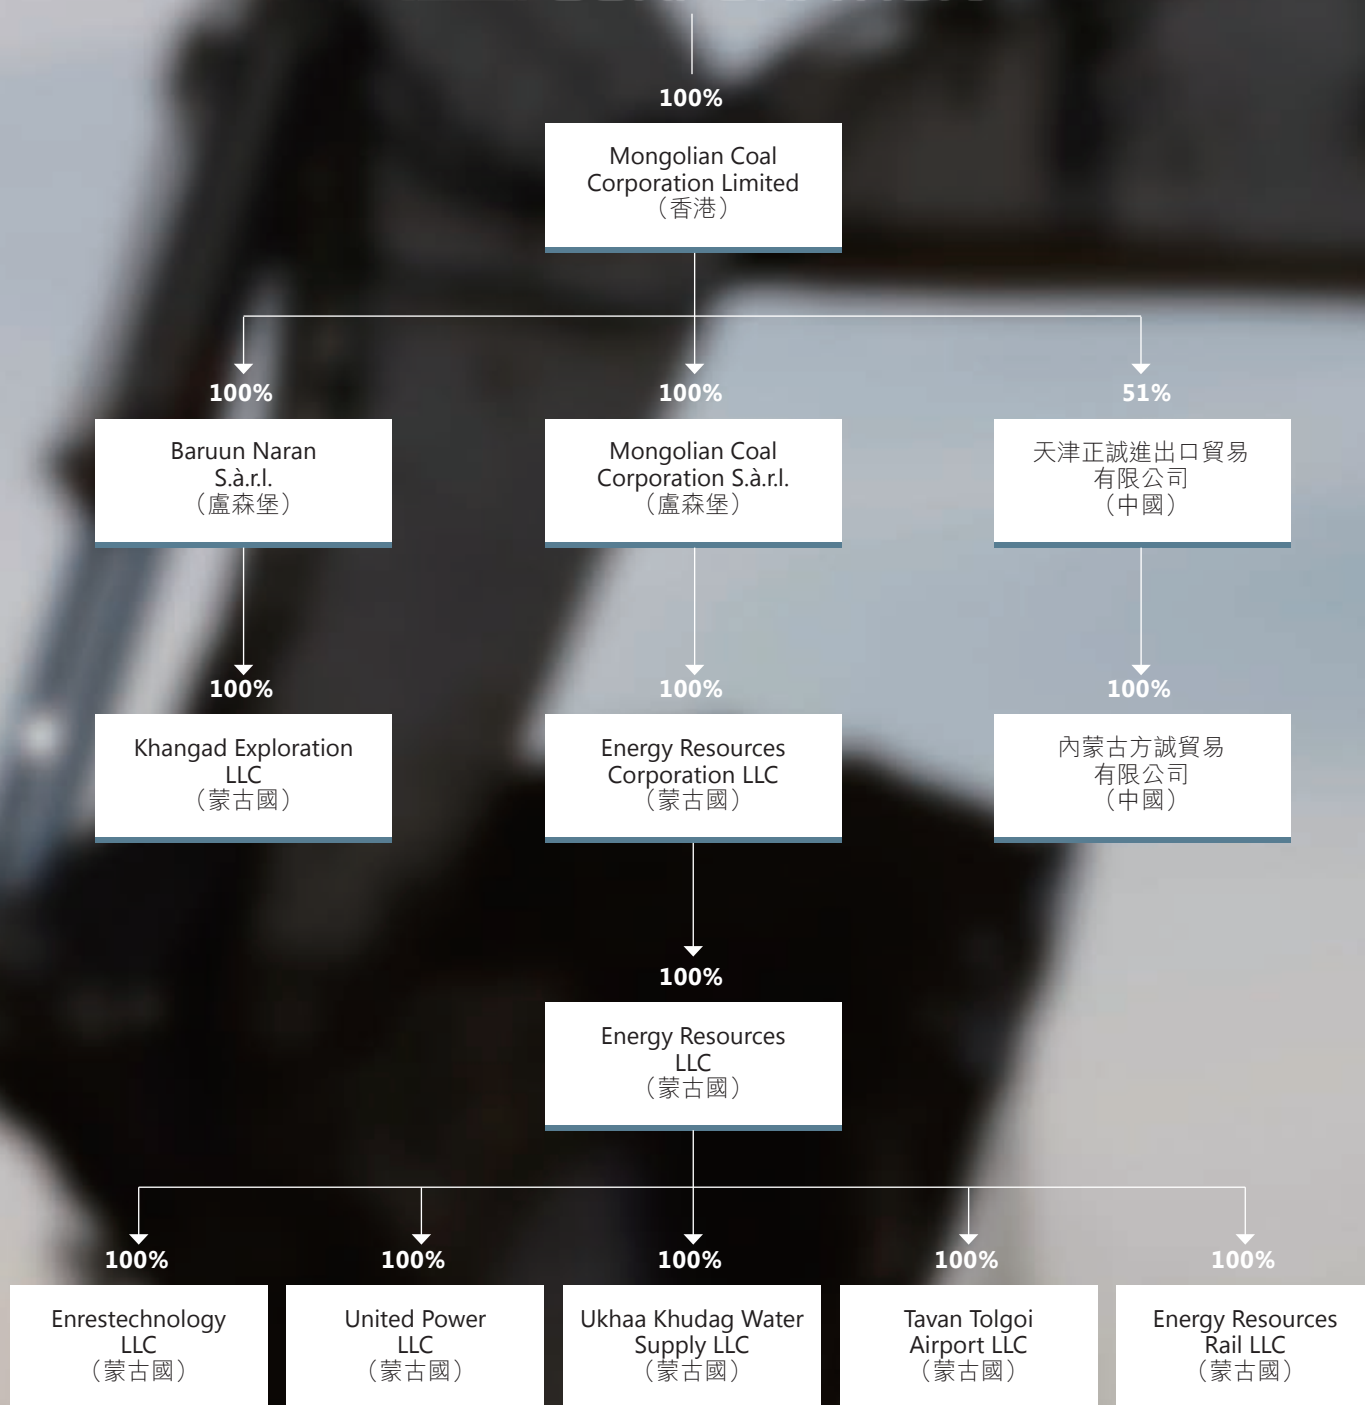 100%
Mongolian Coal
Corporation Limited
（香港）
100%
100%
51%
Baruun Naran
S.à.r.l.
（盧森堡）
Mongolian Coal
Corporation S.à.r.l.
（盧森堡）
天津正誠進出口貿易
有限公司
（中國）
100%
100%
100%
Khangad Exploration
LLC
（蒙古國）
Energy Resources
Corporation LLC
（蒙古國）
內蒙古方誠貿易
有限公司
（中國）
100%
Energy Resources
LLC
（蒙古國）
100%
100%
100%
100%
100%
Enrestechnology
LLC
（蒙古國）
United Power
LLC
（蒙古國）
Ukhaa Khudag Water
Supply LLC
（蒙古國）
Tavan Tolgoi
Airport LLC
（蒙古國）
Energy Resources
Rail LLC
（蒙古國）